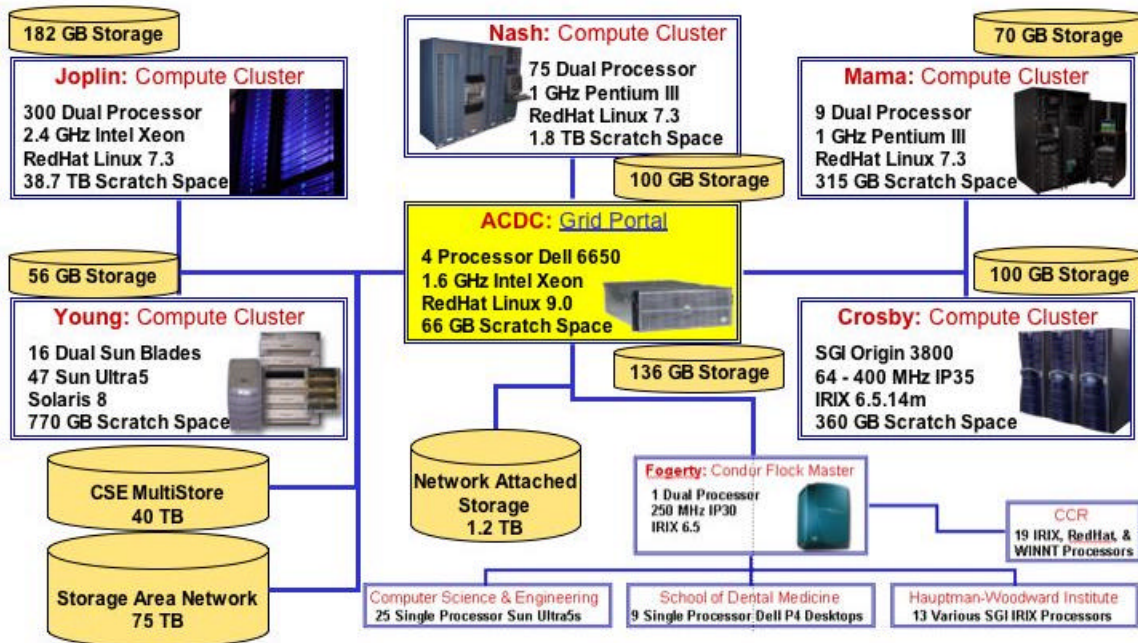 182 GB Storage
Joplin: Compute Cluster
300 Dual Processor
2.4 GHz Intel Xeon
RedHat Linux 7.3
38.7 TB Scratch Space
Nash: Compute Cluster
75 Dual Processor
1 GHz Pentium III
RedHat Linux 7.3
1.8 TB Scratch Space
70 GB Storage
Mama: Compute Cluster
9 Dual Processor
1 GHz Pentium III
RedHat Linux 7.3
315 GB Scratch Space
100 GB Storage
ACDC: Grid Portal
4 Processor Dell 6650
1.6 GHz Intel Xeon
RedHat Linux 9.0
66 GB Scratch Space
56 GB Storage
Young: Compute Cluster
16 Dual Sun Blades
47 Sun Ultra5
Solaris 8
770 GB Scratch Space
100 GB Storage
Crosby: Compute Cluster
SGI Origin 3800
64 - 400 MHz IP35
IRIX 6.5.14m
360 GB Scratch Space
136 GB Storage
CSE MultiStore
40 TB
Network Attached
Storage
1.2 TB
Storage Area Network
75 TB
Fogerty: Condor Flock Master
1 Dual Processor
250 MHz IP30
IRIX 6.5
CCR
19 IRIX, RedHat, &
WINNT Processors
Computer Science & Engineering
25 Single Processor Sun Ultra5s
School of Dental Medicine
9 Single Processor Dell P4 Desktops
Hauptman-Woodward Institute
13 Various SGI IRIX Processors